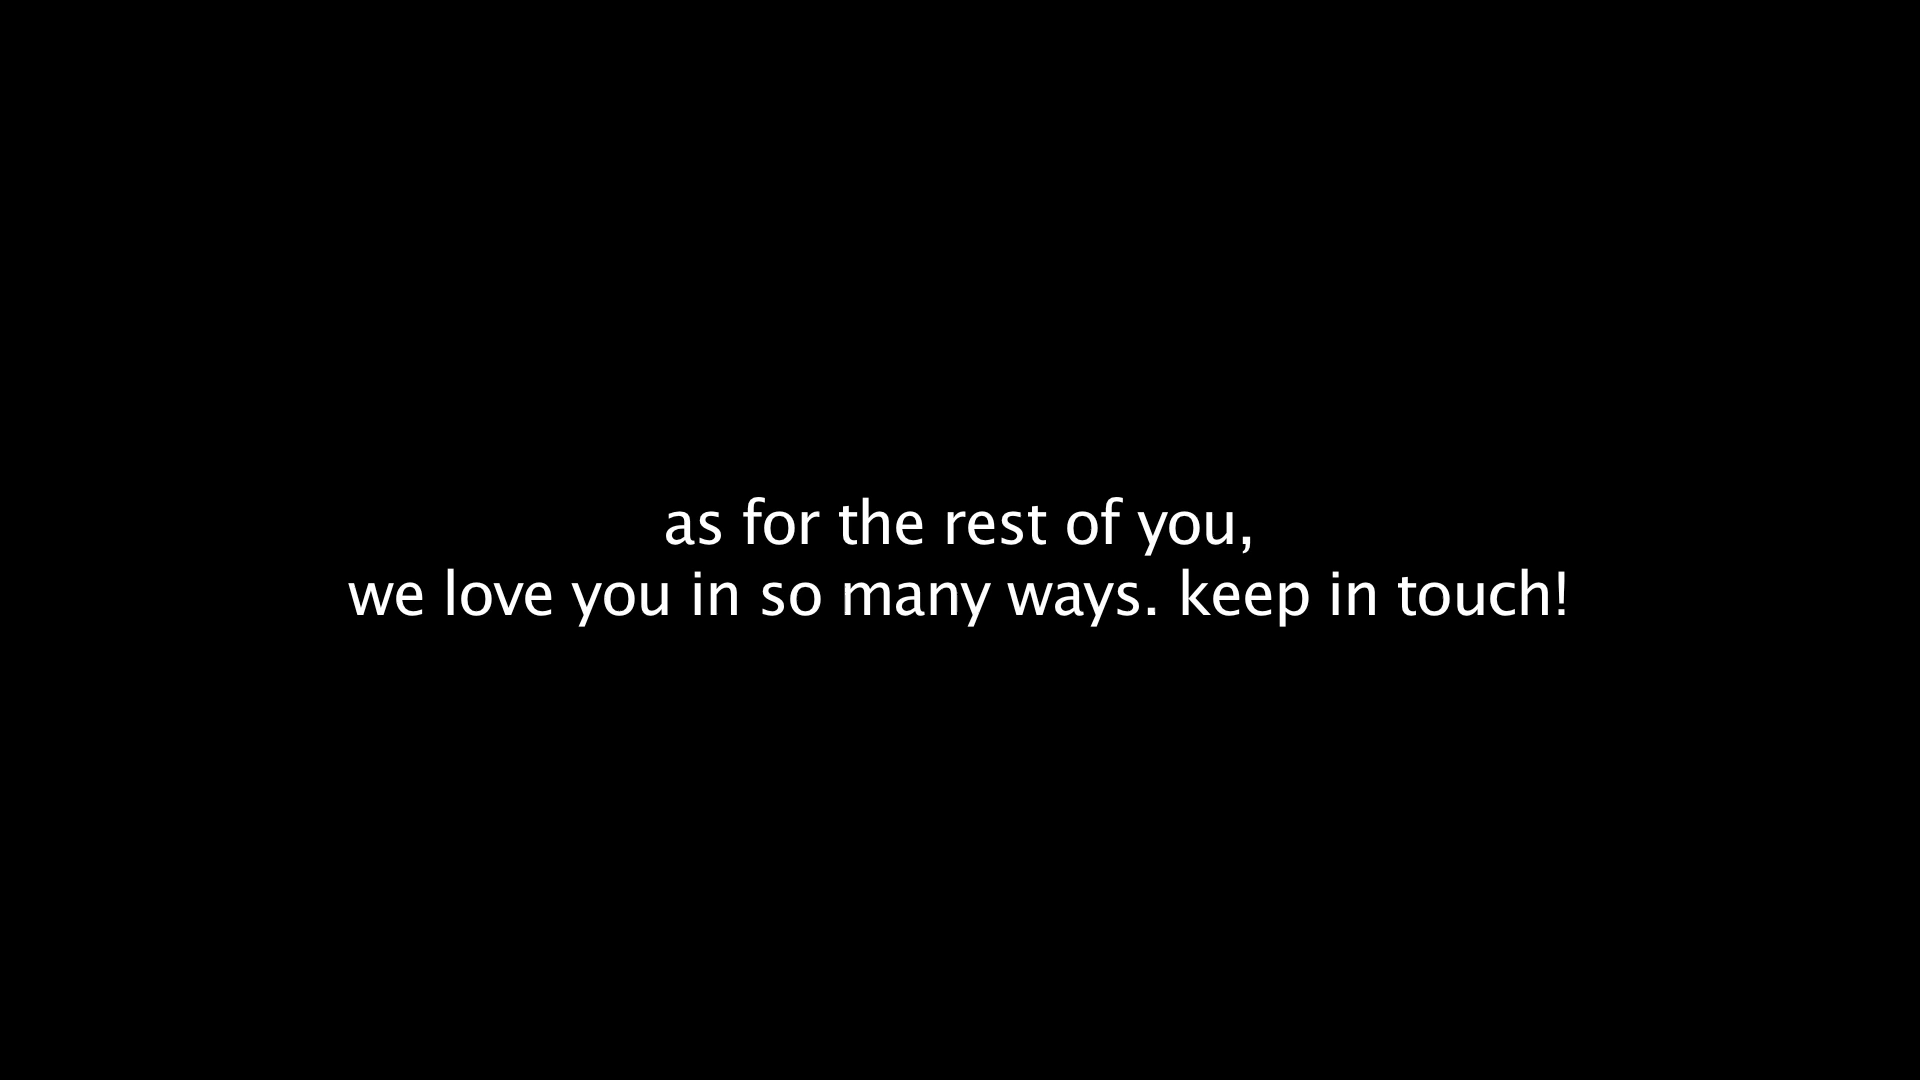 as for the rest of you,
we love you in so many ways. keep in touch!